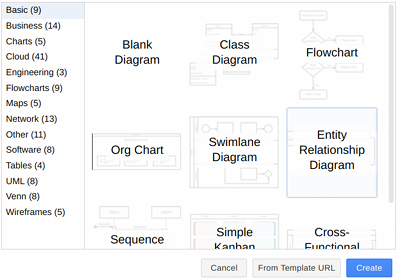 Basic (9)
Business (14)
Charts (5)
Cloud (41)
Engineering (3)
Flowcharts (9)
Maps (5)
Network (13)
Other (11)
Software (8)
Tables (4)
UML (8)
Venn (8)
Wireframes (5)
Blank
Diagram
Class
Diagram
Flowchart
Org Chart
Swimlane
Diagram
Entity
Relationship
Diagram
Sequence
Simple
Kanban
Cross-
Functional
Cancel
From Template URL
Create